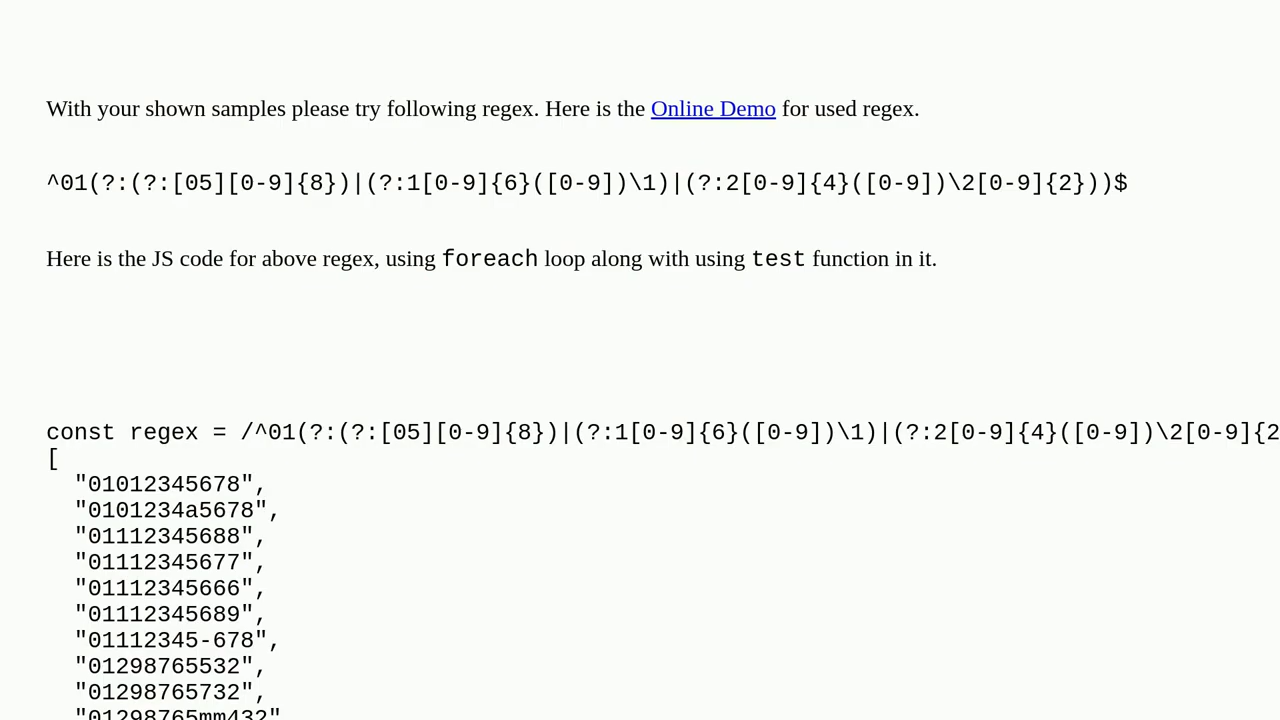 With your shown samples please try following regex. Here is the Online Demo for used regex.
^01(?:(?:[05][0-9]{8})|(?:1[0-9]{6}([0-9])\1)|(?:2[0-9]{4}([0-9])\2[0-9]{2}))$
Here is the JS code for above regex, using foreach loop along with using test function in it.
const regex = /^01(?:(?:[05][0-9]{8})|(?:1[0-9]{6}([0-9])\1)|(?:2[0-9]{4}([0-9])\2[0-9]{2
[
"01012345678",
"0101234a5678",
"01112345688",
"01112345677",
"01112345666",
"01112345689",
"01112345-678",
"01298765532",
"01298765732",
"01298765mm432"